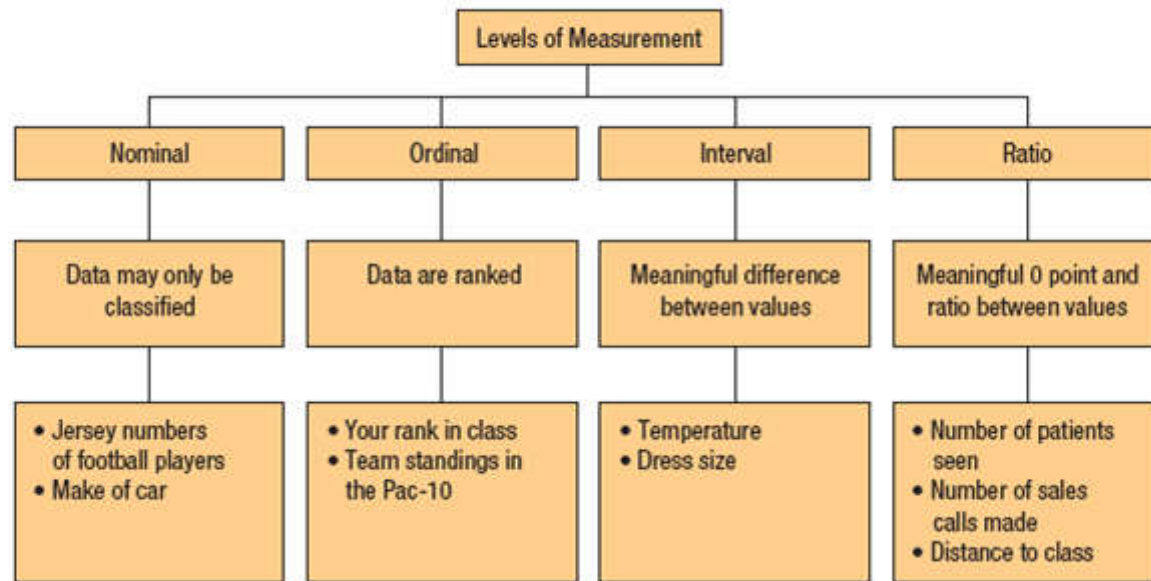 Levels of Measurement
Nominal
Ordinal
Interval
Ratio
Data may only be
classified
Data are ranked
Meaningful difference
between values
Meaningful 0 point and
ratio between values
• Jersey numbers
of football players
• Make of car
• Your rank in class
• Team standings in
the Pac-10
• Temperature
• Dress size
• Number of patients
seen
• Number of sales
calls made
• Distance to class